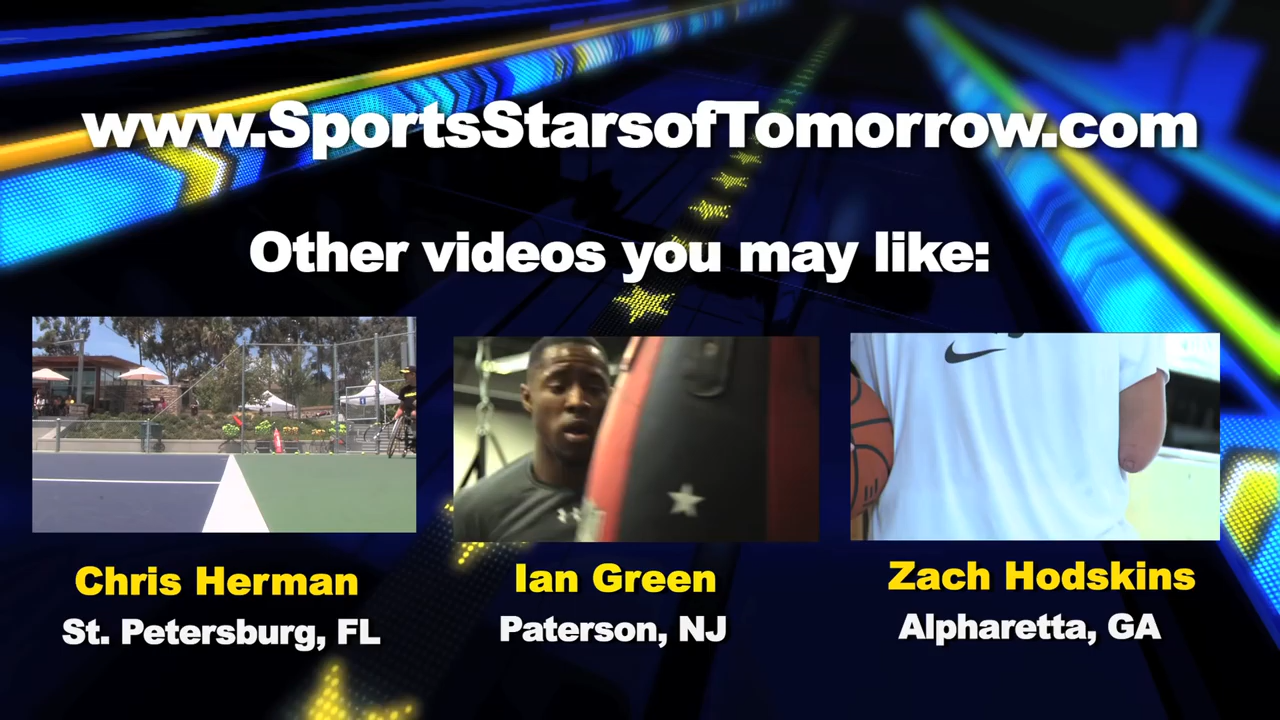 www.SportsStarsofTomorrow.com
Other videos you may like:
Chris Herman
St. Petersburg, FL
Ian Green
Paterson, NJ
Zach Hodskins
Alpharetta, GA